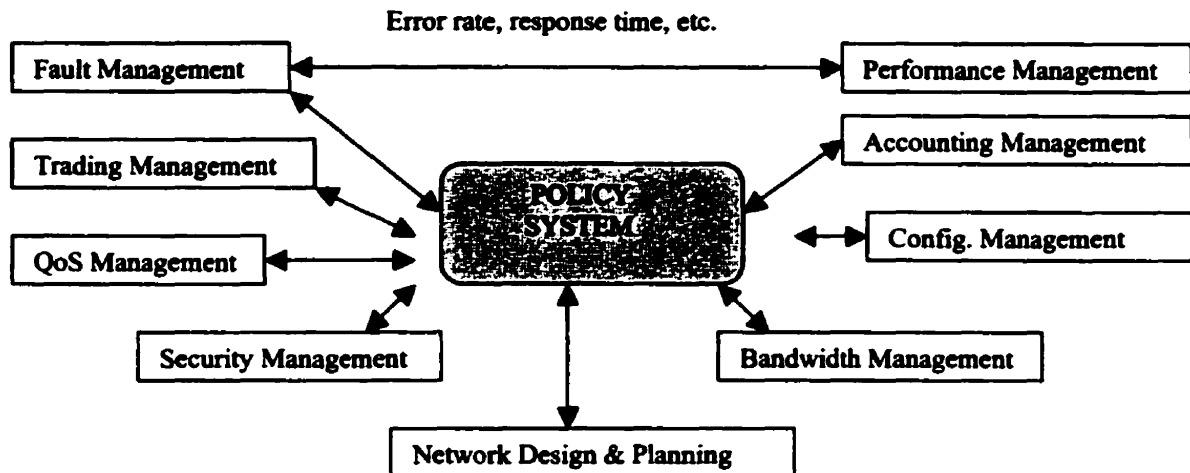 Error rate, response time, etc.
Fault Management
Performance Management
Trading Management
Accounting Management
POLICY
SYSTEM
QoS Management
Config. Management
Security Management
Bandwidth Management
Network Design & Planning